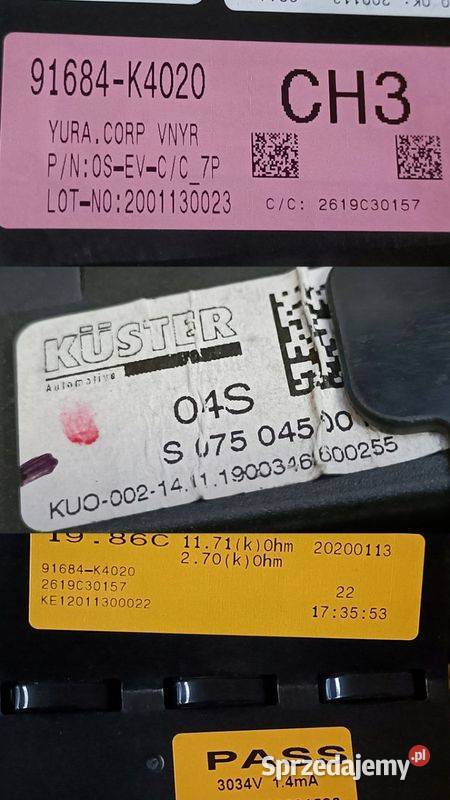 91684-K4020
CH3
YURA.CORP VNYR
P/N:OS-EV-C/C_7P
LOT-NO:2001130023
C/C: 2619C30157
KÜSTER
Automotive
04S
S 075 045 00
KUO-002-14.11.1900346
19.86C 11.71(k)Ohm 20200113
2.70(k)Ohm
91684-K4020
2619C30157
KE12011300022
22
17:35:53
PASS
3034V 1.4mA
Sprzedajemy.pl